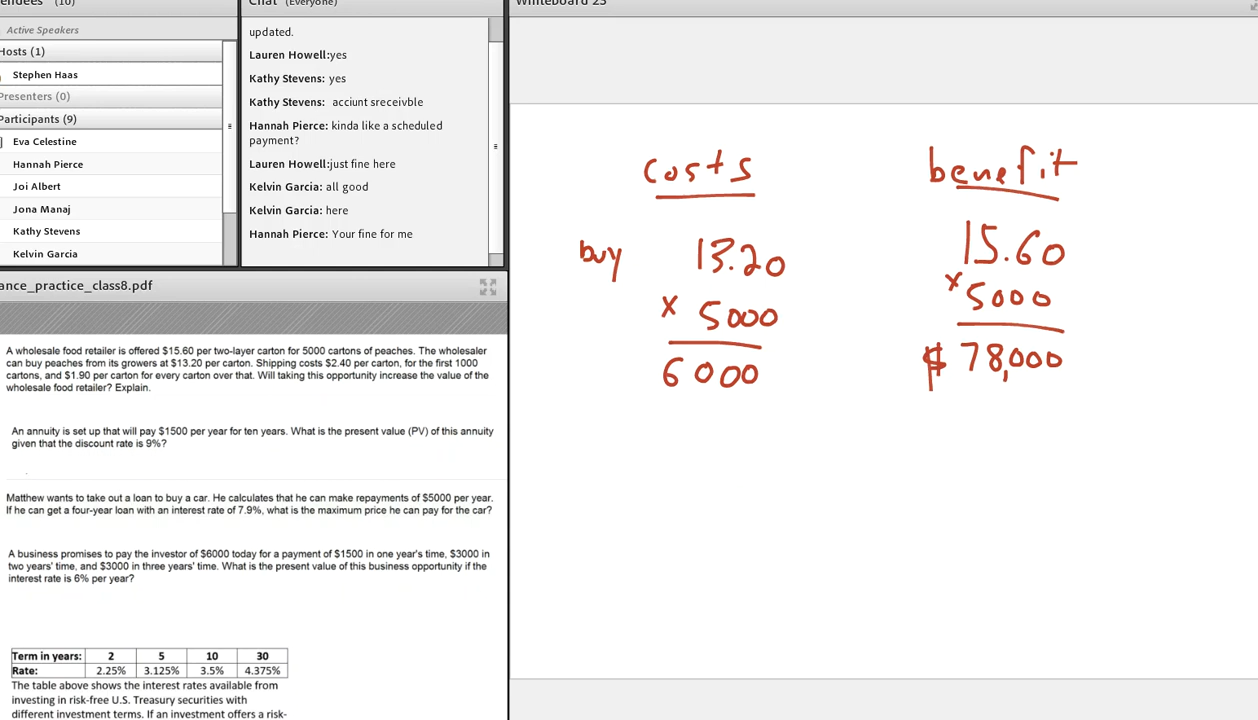 endees (10)
Active Speakers
Hosts (1)
Stephen Haas
Presenters (0)
Participants (9)
Eva Celestine
Hannah Pierce
Joi Albert
Jona Manaj
Kathy Stevens
Kelvin Garcia
Chat (Everyone)
updated.
Lauren Howell:yes
Kathy Stevens: yes
Kathy Stevens: acciunt sreceivble
Hannah Pierce: kinda like a scheduled
payment?
Lauren Howell:just fine here
Kelvin Garcia: all good
Kelvin Garcia: here
Hannah Pierce: Your fine for me
ance_practice_class8.pdf
A wholesale food retailer is offered $15.60 per two-layer carton for 5000 cartons of peaches. The wholesaler
can buy peaches from its growers at $13.20 per carton. Shipping costs $2.40 per carton, for the first 1000
cartons, and $1.90 per carton for every carton over that. Will taking this opportunity increase the value of the
wholesale food retailer? Explain.
An annuity is set up that will pay $1500 per year for ten years. What is the present value (PV) of this annuity
given that the discount rate is 9%?
Matthew wants to take out a loan to buy a car. He calculates that he can make repayments of $5000 per year.
If he can get a four-year loan with an interest rate of 7.9%, what is the maximum price he can pay for the car?
A business promises to pay the investor of $6000 today for a payment of $1500 in one year's time, $3000 in
two years' time, and $3000 in three years' time. What is the present value of this business opportunity if the
interest rate is 6% per year?
Term in years: 2 5 10 30
Rate: 2.25% 3.125% 3.5% 4.375%
The table above shows the interest rates available from
investing in risk-free U.S. Treasury securities with
different investment terms. If an investment offers a risk-
Whiteboard 23
costs benefit
buy 13.20 15.60
x 5000 x 5000
6000 $78,000